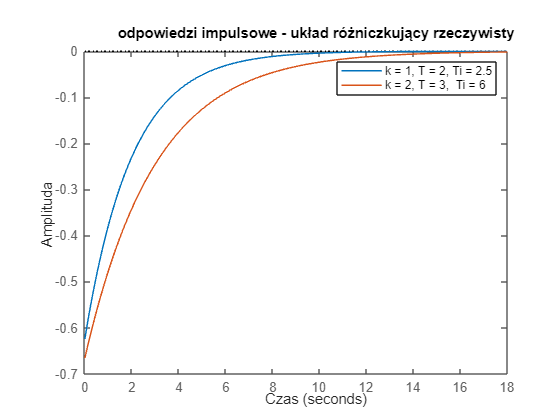 odpowiedzi impulsowe - układ różniczkujący rzeczywisty
k = 1, T = 2, Ti = 2.5
k = 2, T = 3,  Ti = 6
Amplituda
0
-0.1
-0.2
-0.3
-0.4
-0.5
-0.6
-0.7
0 2 4 6 8 10 12 14 16 18
Czas (seconds)